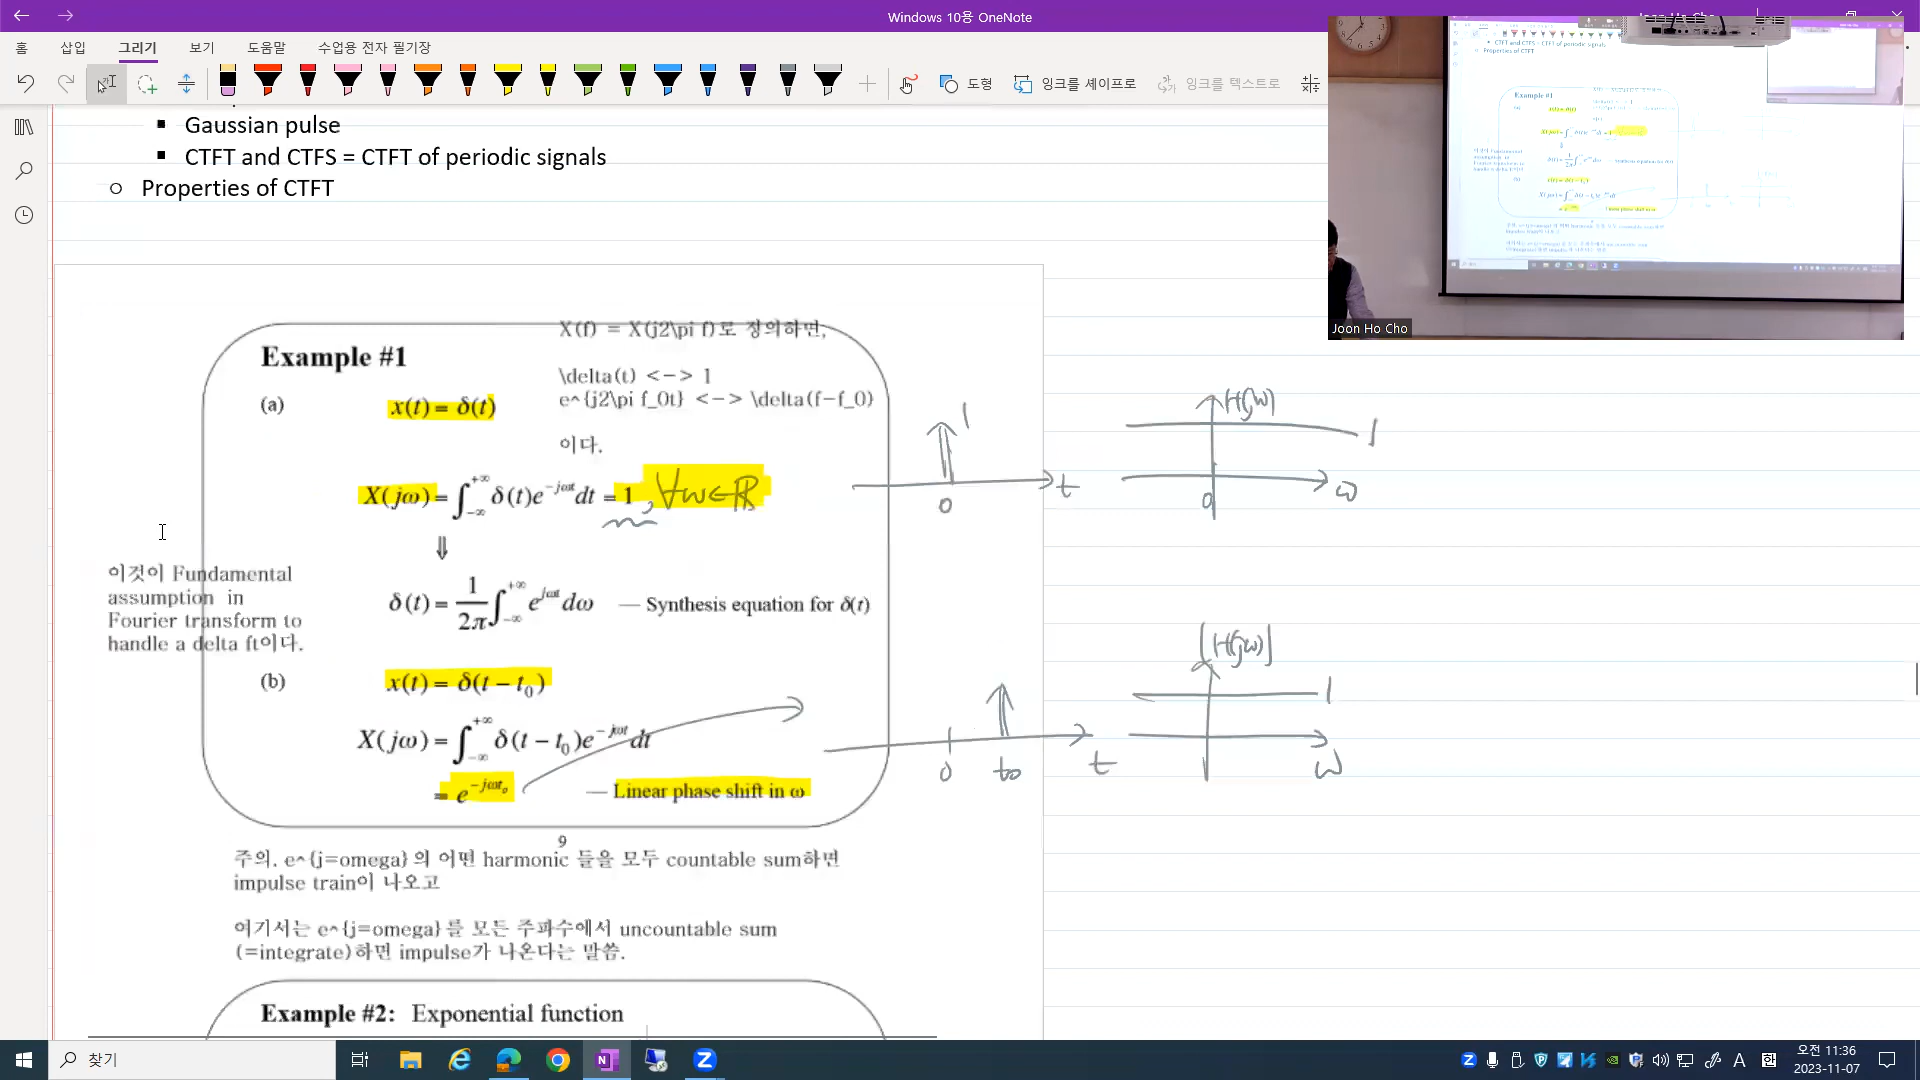 Windows 10용 OneNote
홈 삽입 그리기 보기 도움말 수업용 전자 필기장
도형 잉크를 셰이프로 잉크를 텍스트로
▪ Gaussian pulse
▪ CTFT and CTFS = CTFT of periodic signals
○ Properties of CTFT
X(f) = X(j2\pi f)로 정의하면,
Example #1
\delta(t) <-> 1
e^{j2\pi f_0t} <-> \delta(f-f_0)
(a) x(t) = δ(t)
이다.
X(jω) = ∫_{-∞}^{+∞} δ(t)e^{-jωt}dt = 1, ∀ω∈ℝ
⇓
이것이 Fundamental
assumption in
Fourier transform to
handle a delta ft이다.
δ(t) = 1/2π ∫_{-∞}^{+∞} e^{jωt}dω — Synthesis equation for δ(t)
(b) x(t) = δ(t − t₀)
X(jω) = ∫_{-∞}^{+∞} δ(t − t₀)e^{-jωt}dt
= e^{-jωt₀} — Linear phase shift in ω
9
1
0
t
H(jω)
1
0
ω
0 t₀ t
|H(jω)|
1
ω
주의. e^{j=omega}의 어떤 harmonic 들을 모두 countable sum하면
impulse train이 나오고
여기서는 e^{j=omega}를 모든 주파수에서 uncountable sum
(=integrate)하면 impulse가 나온다는 말씀.
Example #2: Exponential function
Joon Ho Cho
찾기
A 한
오전 11:36
2023-11-07